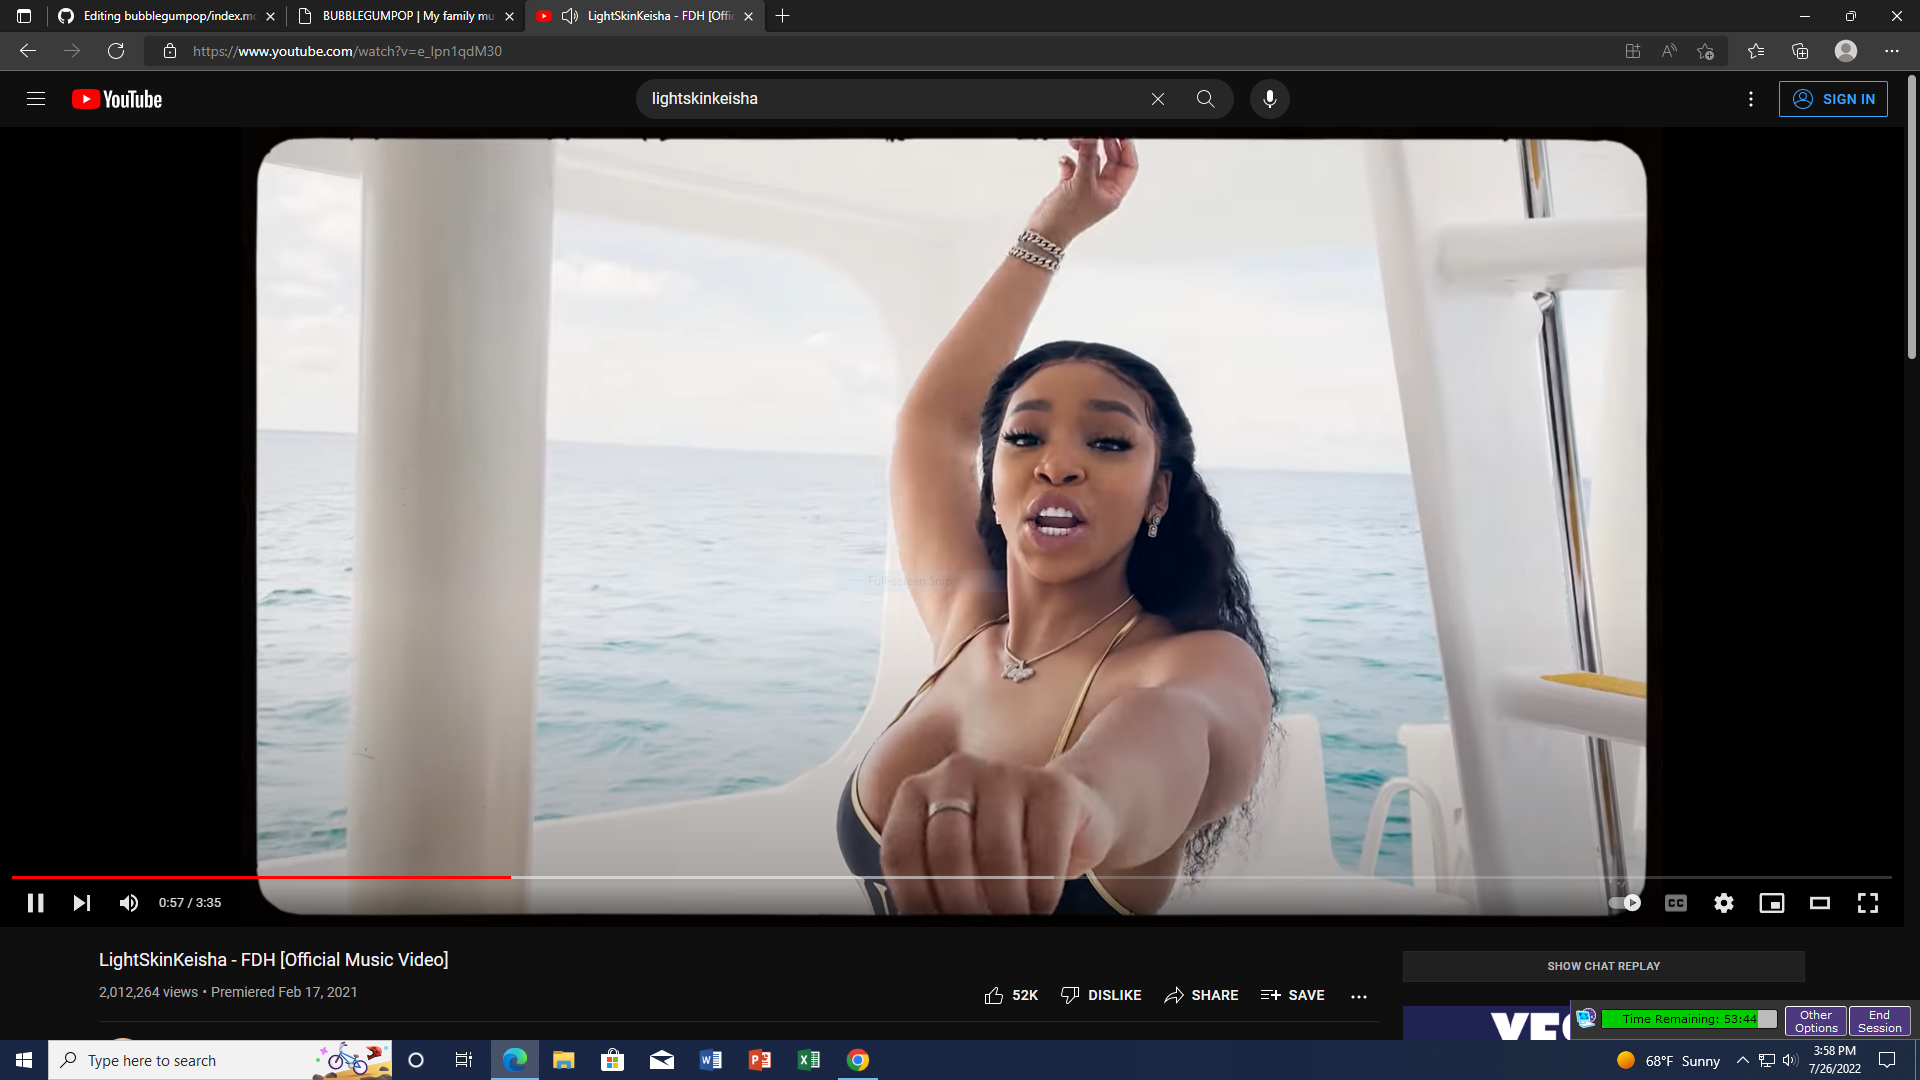 Editing bubblegumpop/index.m
BUBBLEGUMPOP | My family mu
LightSkinKeisha - FDH [Offic
https://www.youtube.com/watch?v=e_Ipn1qdM30
YouTube
lightskinkeisha
SIGN IN
Full-screen Snip
0:57 / 3:35
CC
LightSkinKeisha - FDH [Official Music Video]
2,012,264 views • Premiered Feb 17, 2021
52K
DISLIKE
SHARE
SAVE
SHOW CHAT REPLAY
Time Remaining: 53:44
Other
Options
End
Session
Type here to search
68°F Sunny
3:58 PM
7/26/2022